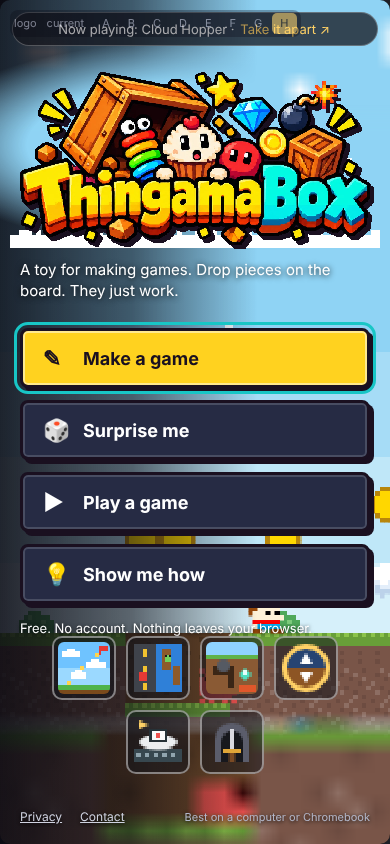 logo current A B C D E F G H
Now playing: Cloud Hopper · Take it apart ↗
ThingamaBox
A toy for making games. Drop pieces on the
board. They just work.
Make a game
Surprise me
Play a game
Show me how
Free. No account. Nothing leaves your browser.
Privacy Contact Best on a computer or Chromebook